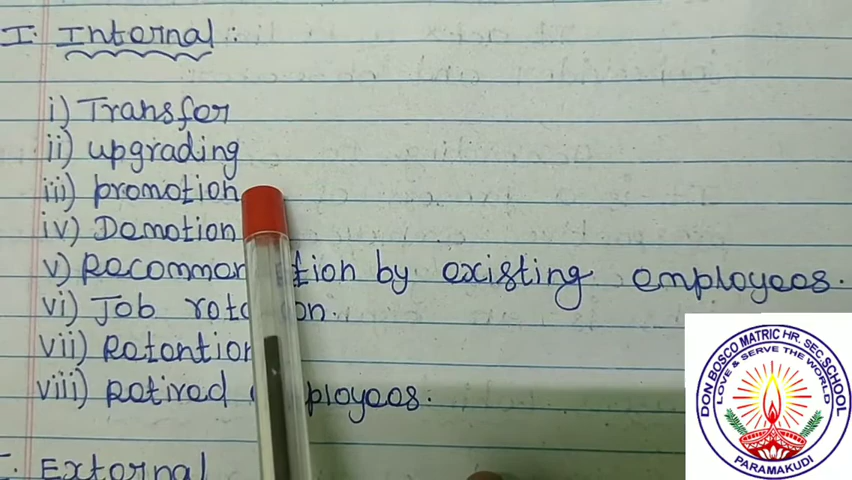 I. Internal :
i) Transfer
ii) upgrading
iii) promotion
iv) Demotion
v) by existing employees.
vi) Job
vii) Retention
viii) Retired
External
DON BOSCO MATRIC HR. SEC. SCHOOL
LOVE & SERVE THE WORLD
PARAMAKUDI